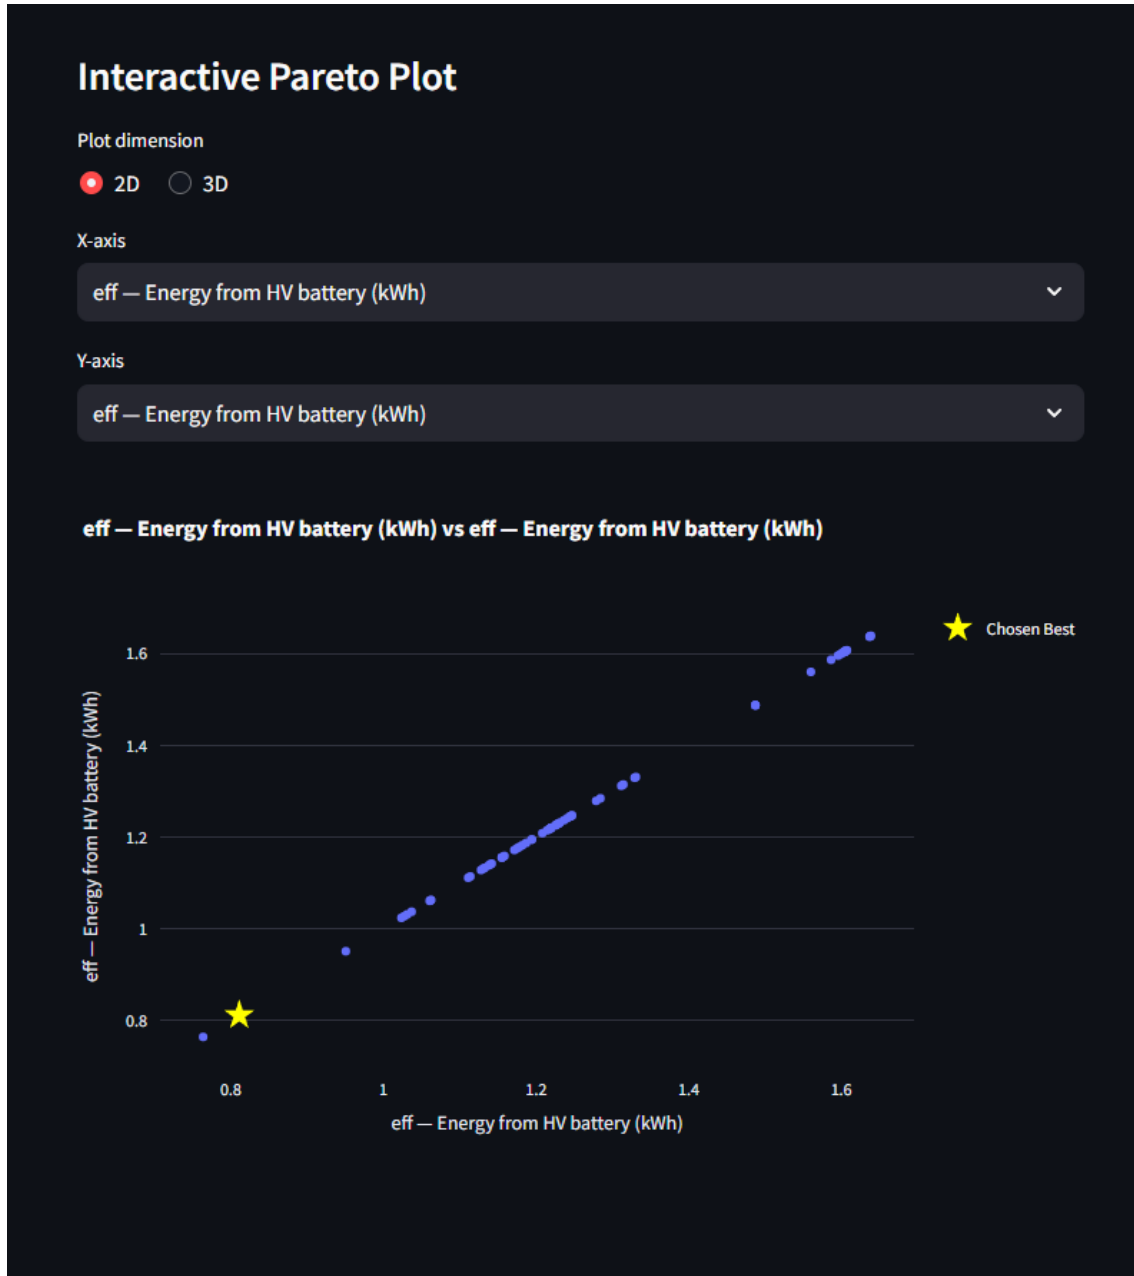 Interactive Pareto Plot
Plot dimension
2D 3D
X-axis
eff — Energy from HV battery (kWh)
Y-axis
eff — Energy from HV battery (kWh)
eff — Energy from HV battery (kWh) vs eff — Energy from HV battery (kWh)
Chosen Best
eff — Energy from HV battery (kWh)
1.6
1.4
1.2
1
0.8
0.8 1 1.2 1.4 1.6
eff — Energy from HV battery (kWh)